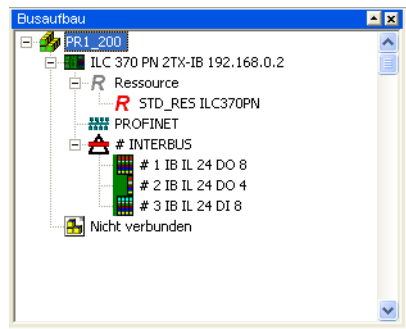 Busaufbau
PR1_200
ILC 370 PN 2TX-IB 192.168.0.2
R Ressource
R STD_RES ILC370PN
PROFINET
# INTERBUS
# 1 IB IL 24 DO 8
# 2 IB IL 24 DO 4
# 3 IB IL 24 DI 8
Nicht verbunden